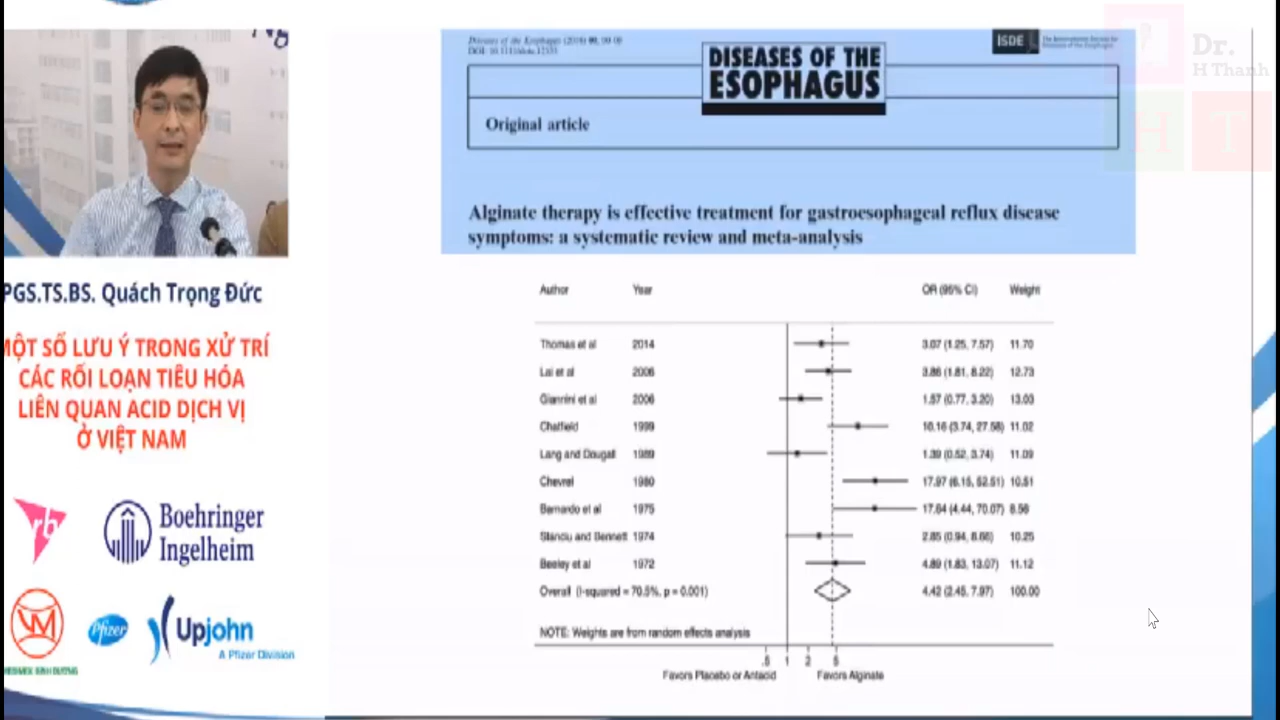 Ng
Diseases of the Esophagus (2016)
ISDE
DISEASES OF THE
ESOPHAGUS
Original article
Dr.
H Thanh
H T
Alginate therapy is effective treatment for gastroesophageal reflux disease
symptoms: a systematic review and meta-analysis
PGS.TS.BS. Quách Trọng Đức
MỘT SỐ LƯU Ý TRONG XỬ TRÍ
CÁC RỐI LOẠN TIÊU HÓA
LIÊN QUAN ACID DỊCH VỊ
Ở VIỆT NAM
rb
Boehringer
Ingelheim
Pfizer
Upjohn
A Pfizer Division
Author Year OR (95% CI) Weight
Thomas et al 2014 3.07 (1.25, 7.57) 11.70
Lai et al 2006 3.86 (1.81, 8.22) 12.73
Giannini et al 2006 1.57 (0.77, 3.20) 13.03
Chatfield 1999 10.16 (3.74, 27.58) 11.02
Lang and Dougall 1989 1.39 (0.52, 3.74) 11.09
Chevrel 1980 17.97 (6.15, 52.51) 10.51
Barnardo et al 1975 17.64 (4.44, 70.07) 8.56
Stanciu and Bennett 1974 2.85 (0.94, 8.66) 10.25
Beeley et al 1972 4.89 (1.83, 13.07) 11.12
Overall (I-squared = 70.5%, p = 0.001) 4.42 (2.45, 7.97) 100.00
NOTE: Weights are from random effects analysis
.5 1 2 5
Favors Placebo or Antacid Favors Alginate